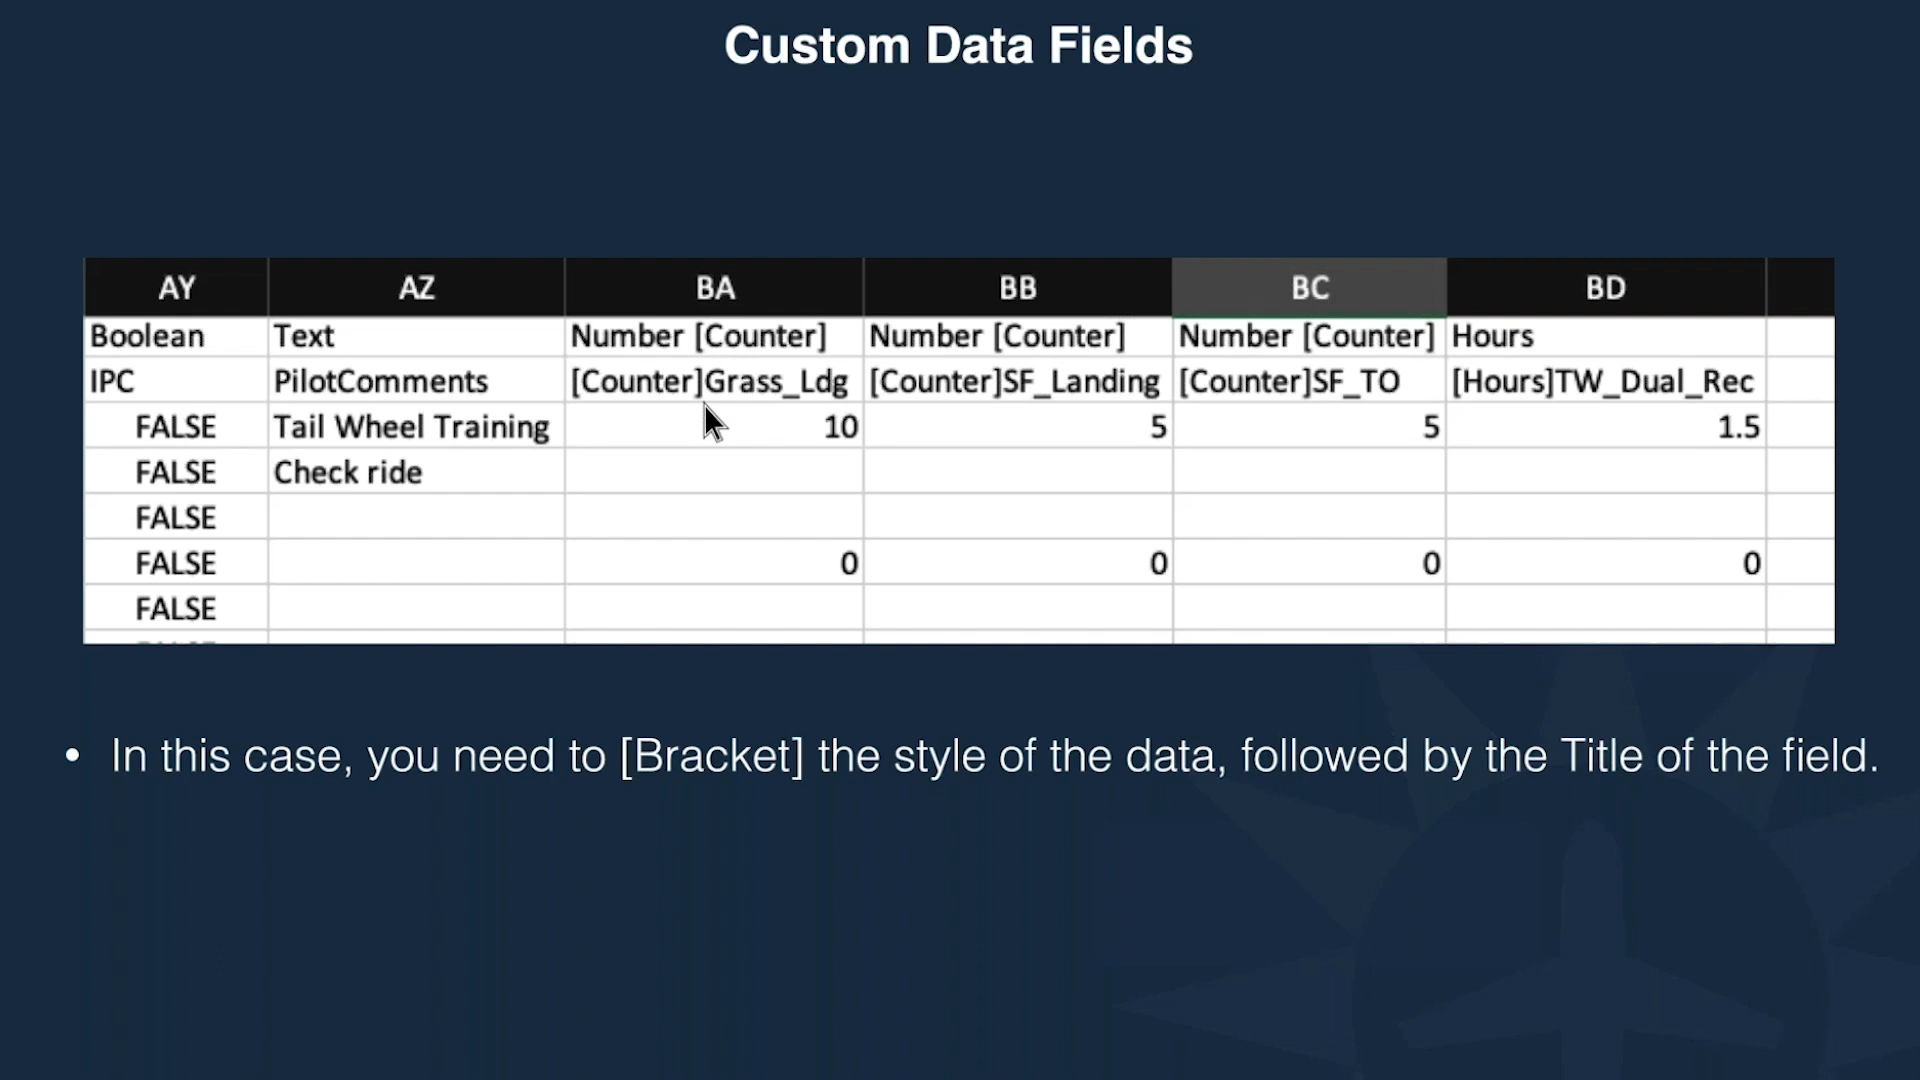 Custom Data Fields
AY AZ BA BB BC BD
Boolean Text Number [Counter] Number [Counter] Number [Counter] Hours
IPC PilotComments [Counter]Grass_Ldg [Counter]SF_Landing [Counter]SF_TO [Hours]TW_Dual_Rec
FALSE Tail Wheel Training 10 5 5 1.5
FALSE Check ride
FALSE
FALSE 0 0 0 0
FALSE
• In this case, you need to [Bracket] the style of the data, followed by the Title of the field.